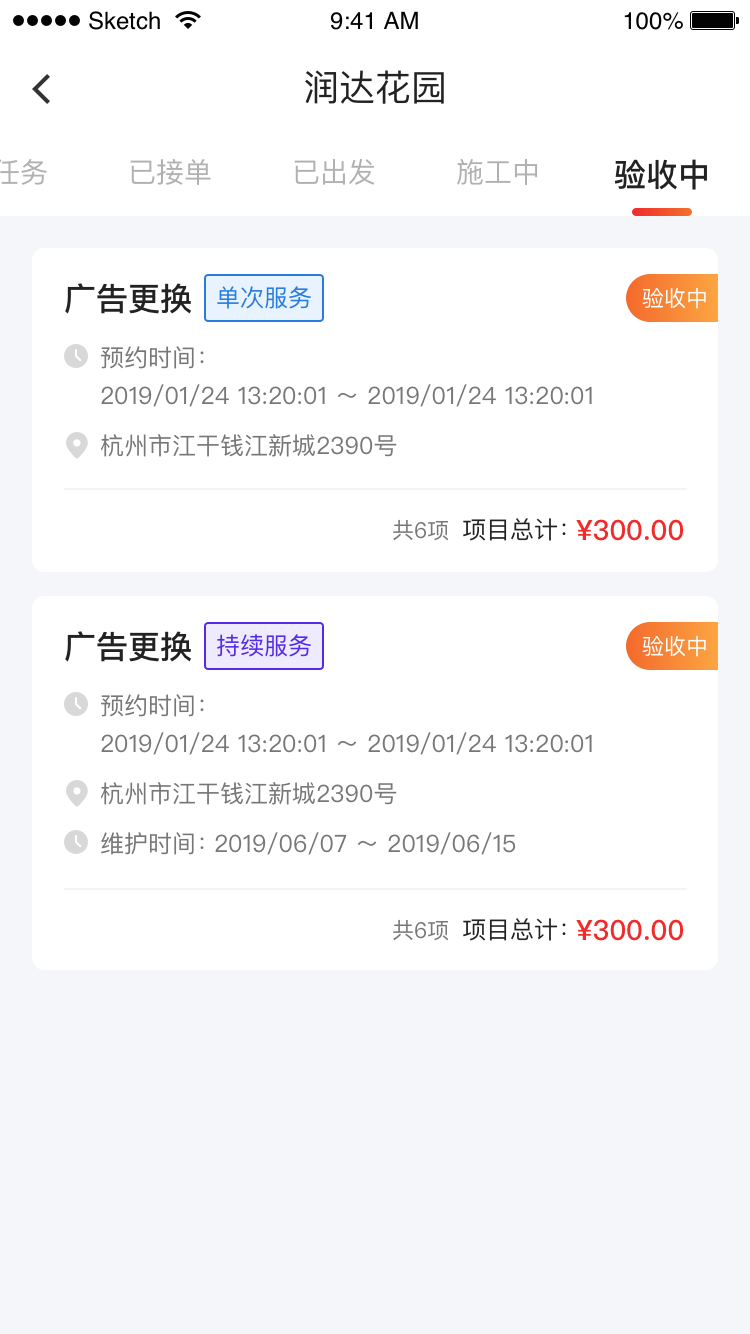 Sketch 9:41 AM 100%
润达花园
任务 已接单 已出发 施工中 验收中
广告更换 单次服务 验收中
预约时间：
2019/01/24 13:20:01 ～ 2019/01/24 13:20:01
杭州市江干钱江新城2390号
共6项 项目总计：¥300.00
广告更换 持续服务 验收中
预约时间：
2019/01/24 13:20:01 ～ 2019/01/24 13:20:01
杭州市江干钱江新城2390号
维护时间：2019/06/07 ～ 2019/06/15
共6项 项目总计：¥300.00